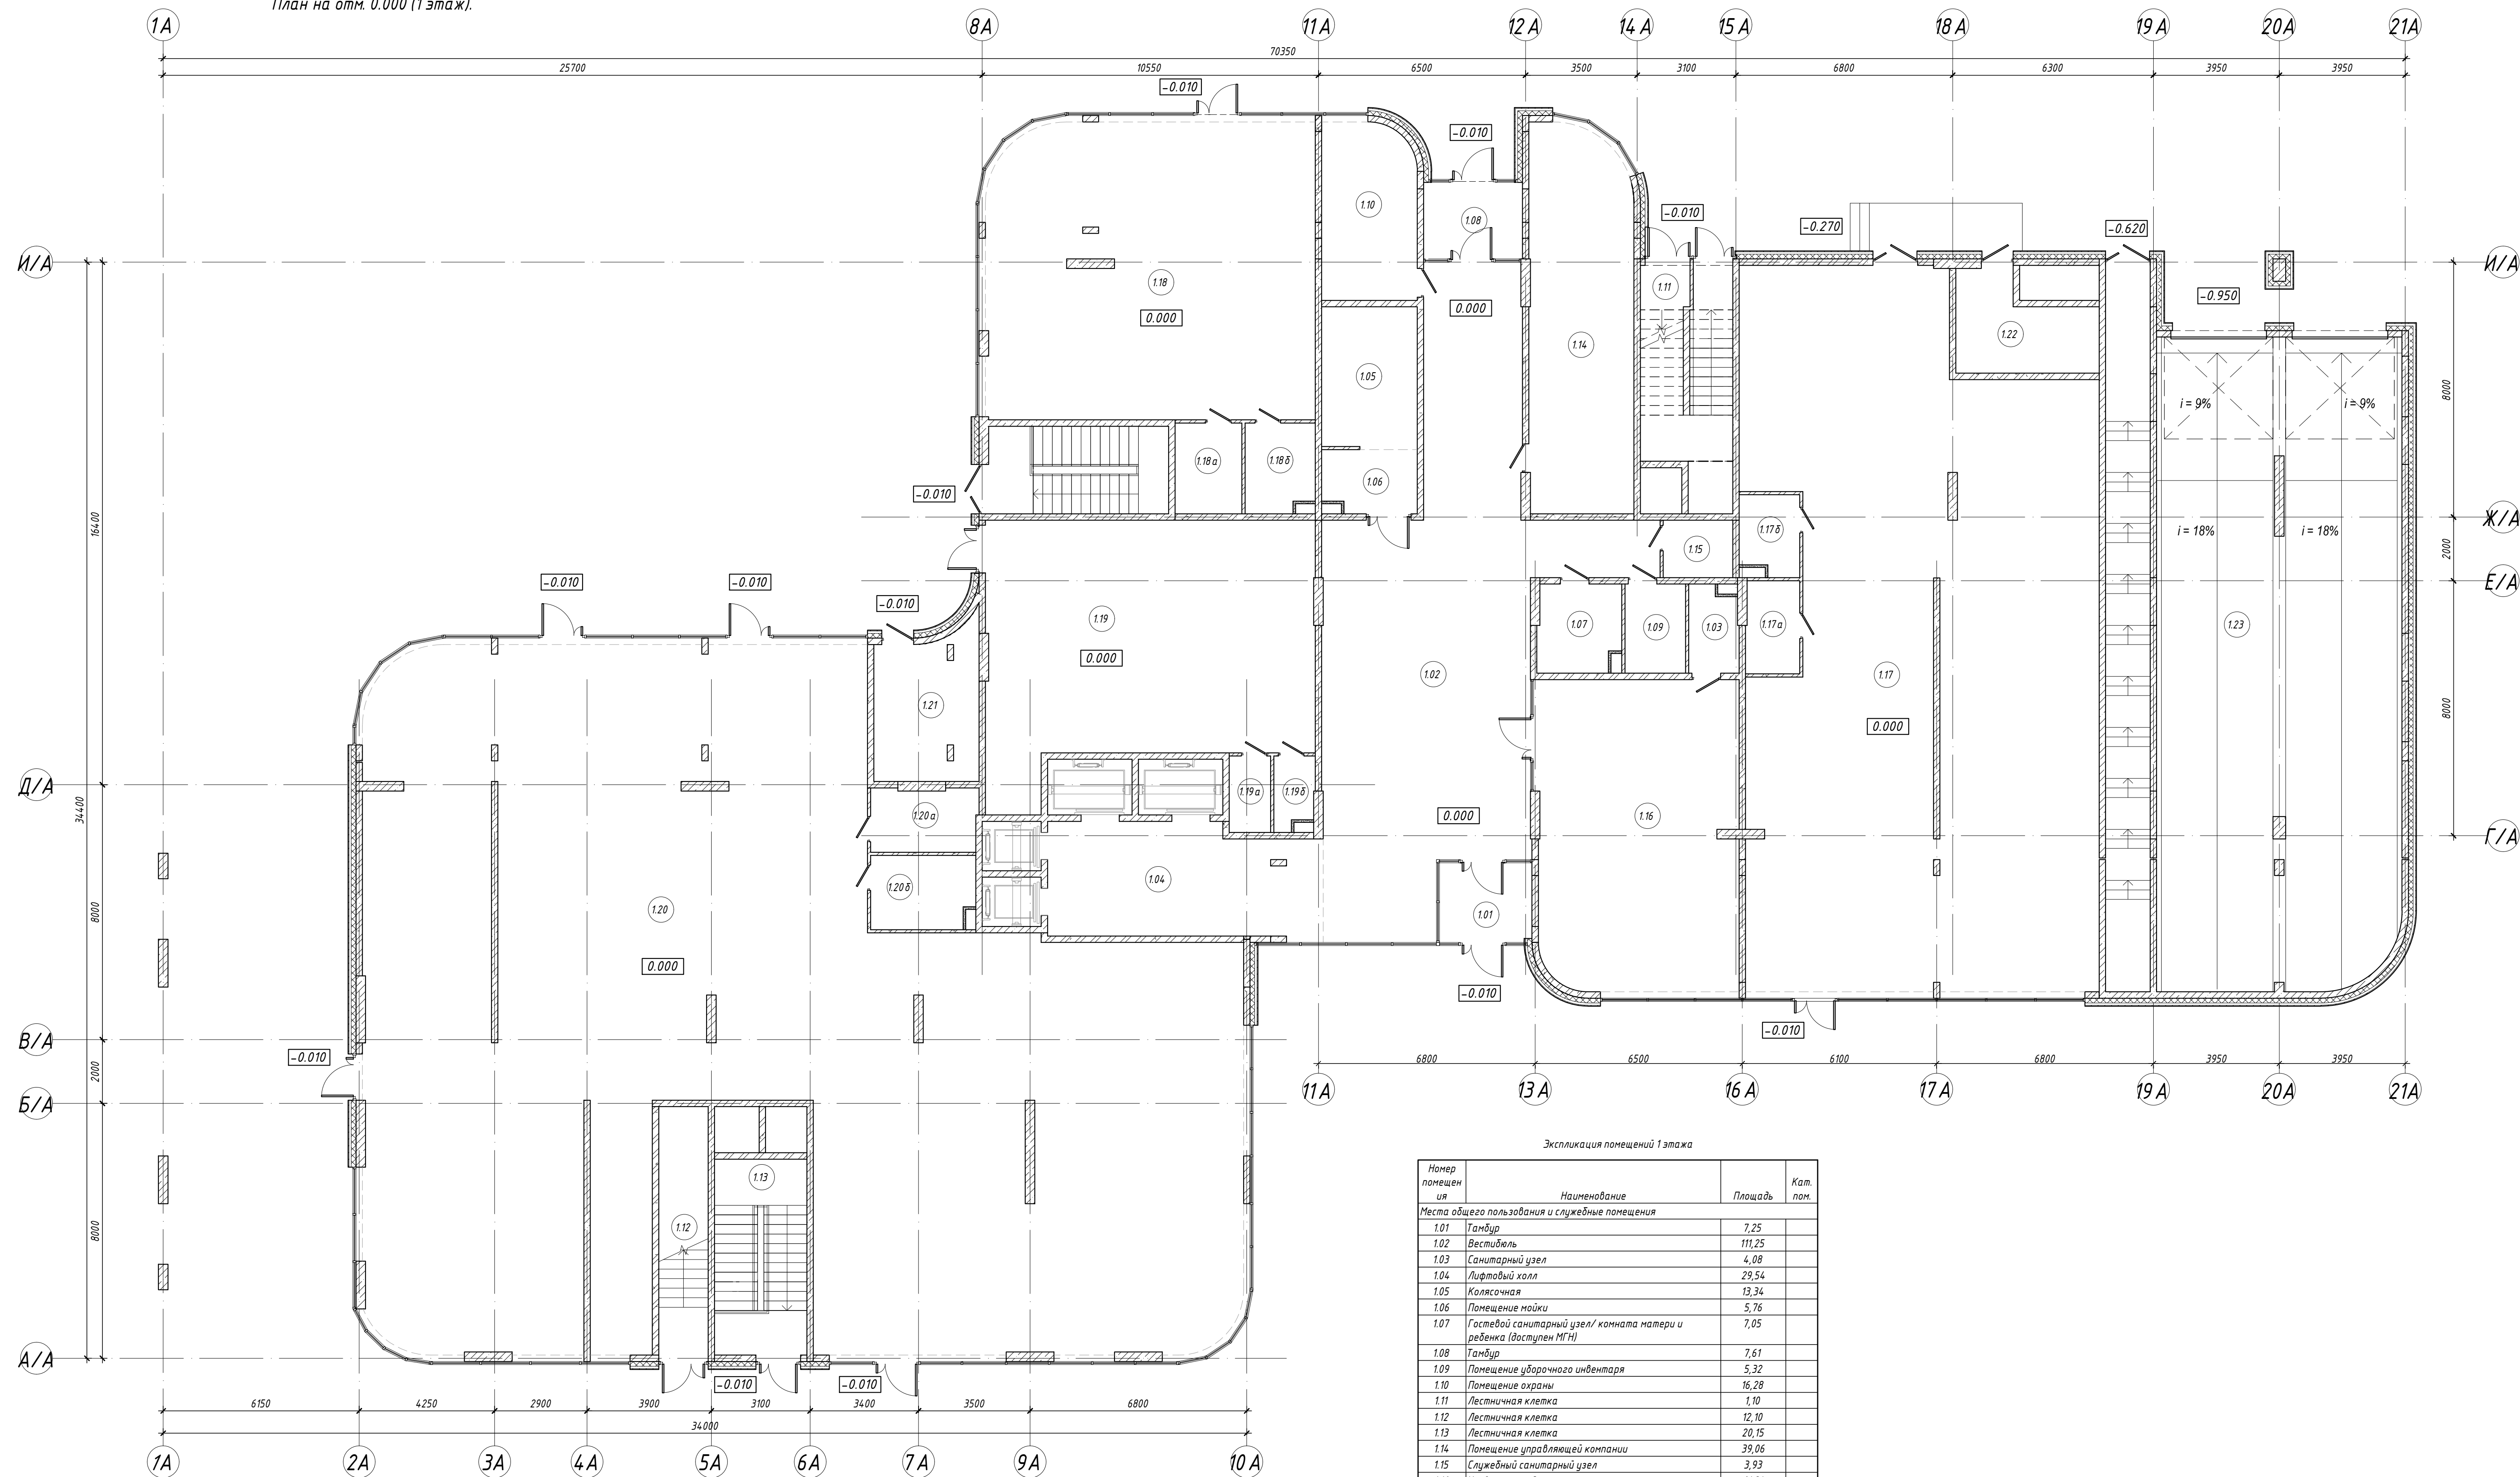 План на отм. 0.000 (1 этаж).
1А 8А 11А 12А 14А 15А 18А 19А 20А 21А
70350
25700 10550 6500 3500 3100 6800 6300 3950 3950
-0.010
-0.010
1.10
1.08
-0.010
-0.270
-0.620
И/А И/А
1.18
1.11
-0.950
0.000
0.000
1.14
1.22
1.05
8000
i = 9% i = 9%
1.18а 1.18б
1.06
-0.010
16400
Ж/А
1.17б
i = 18% i = 18%
1.15
2000
-0.010 -0.010
Е/А
-0.010
1.19
1.07 1.09 1.03 1.17а
1.23
0.000
1.02
1.17
1.21
8000
0.000
Д/А
34400
1.19а 1.19б
1.20а
0.000
1.16
Г/А
1.20б
1.04
1.20
8000
1.01
0.000
-0.010
-0.010
В/А
-0.010
2000
6800 6500 6100 6800 3950 3950
Б/А
11А 13А 16А 17А 19А 20А 21А
1.13
1.12
8000
А/А
-0.010 -0.010
6150 4250 2900 3900 3100 3400 3500 6800
34000
1А 2А 3А 4А 5А 6А 7А 9А 10А
Экспликация помещений 1 этажа
Номер
помещен
ия Наименование Площадь Кат.
пом.
Места общего пользования и служебные помещения
1.01 Тамбур 7,25
1.02 Вестибюль 111,25
1.03 Санитарный узел 4,08
1.04 Лифтовый холл 29,54
1.05 Колясочная 13,34
1.06 Помещение мойки 5,76
1.07 Гостевой санитарный узел/ комната матери и 7,05
ребенка (доступен МГН)
1.08 Тамбур 7,61
1.09 Помещение уборочного инвентаря 5,32
1.10 Помещение охраны 16,28
1.11 Лестничная клетка 1,10
1.12 Лестничная клетка 12,10
1.13 Лестничная клетка 20,15
1.14 Помещение управляющей компании 39,06
1.15 Служебный санитарный узел 3,93